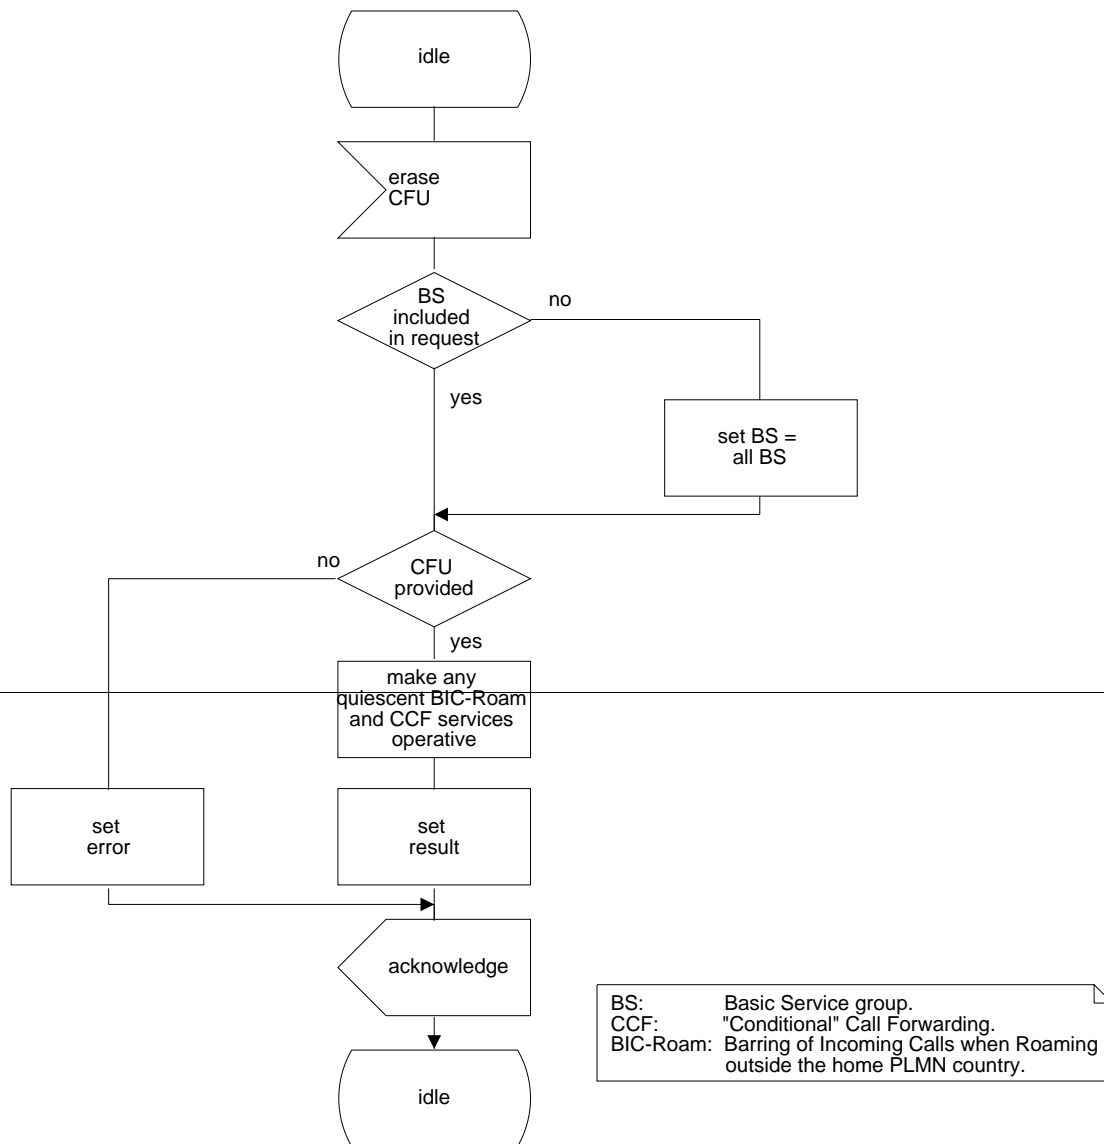 idle
erase
CFU
BS
included
in request
no
yes
set BS =
all BS
no
CFU
provided
yes
make any
quiescent BIC-Roam
and CCF services
operative
set
error
set
result
acknowledge
BS: Basic Service group.
CCF: "Conditional" Call Forwarding.
BIC-Roam: Barring of Incoming Calls when Roaming
outside the home PLMN country.
idle